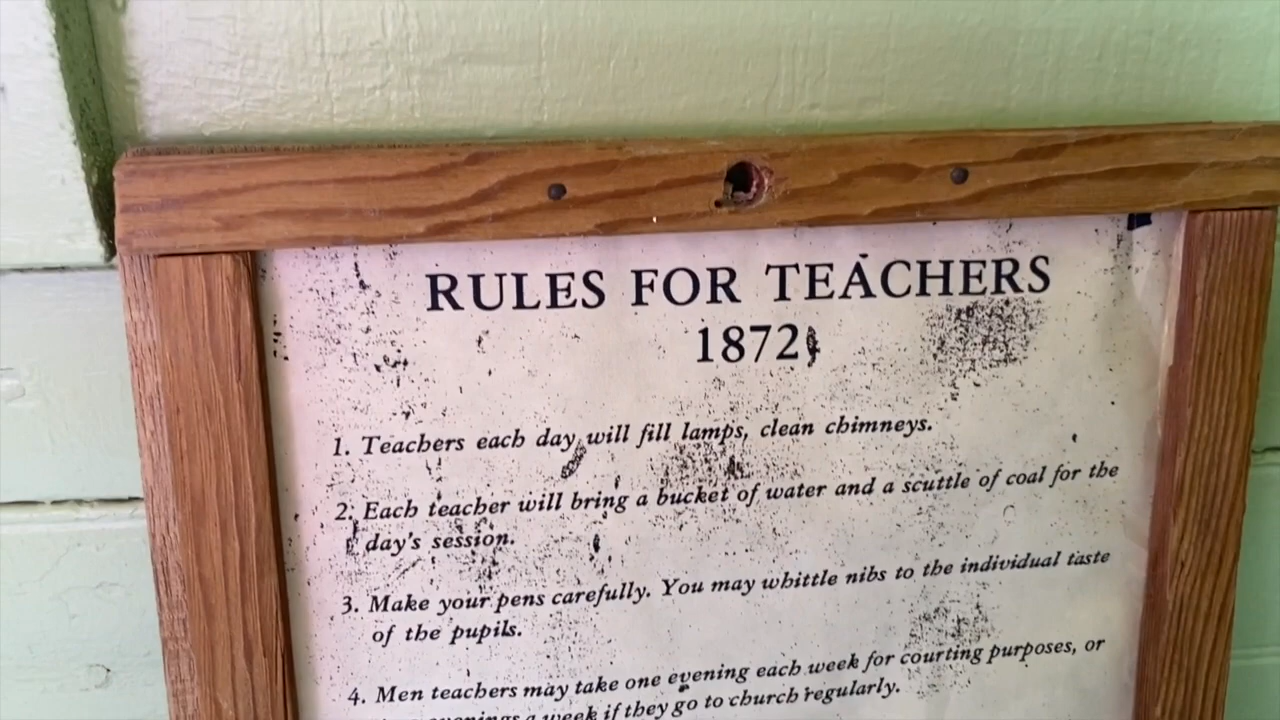 RULES FOR TEACHERS
1872
1. Teachers each day will fill lamps, clean chimneys.
2. Each teacher will bring a bucket of water and a scuttle of coal for the
day's session.
3. Make your pens carefully. You may whittle nibs to the individual taste
of the pupils.
4. Men teachers may take one evening each week for courting purposes, or
evenings a week if they go to church regularly.